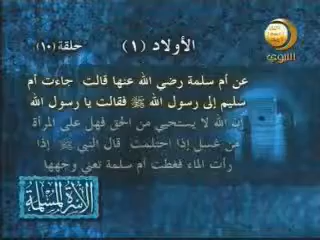 الأولاد (١) حلقة (١٠)
عن أم سلمة رضي الله عنها قالت جاءت أم
سليم إلى رسول الله ﷺ فقالت يا رسول الله
إن الله لا يستحيي من الحق فهل على المرأة
من غسل إذا احتلمت قال النبي ﷺ إذا
رأت الماء فغطت أم سلمة تعني وجهها
الأسرة المسلمة